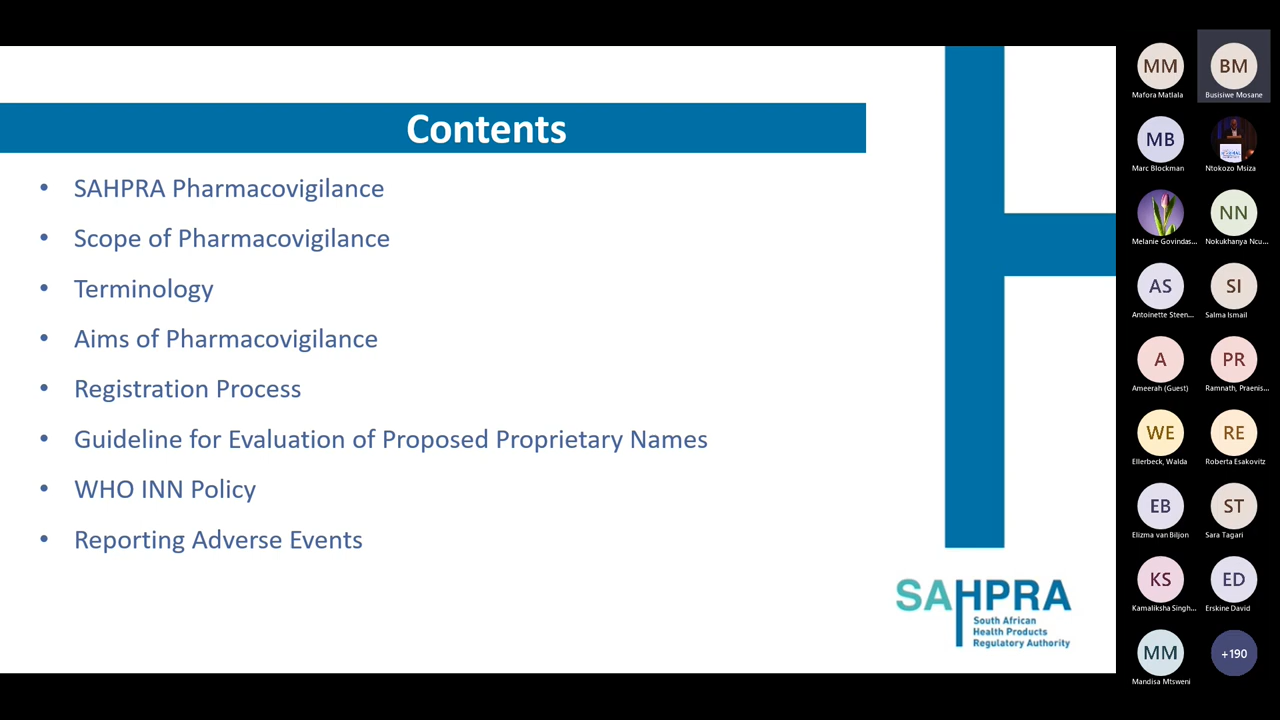 Contents
• SAHPRA Pharmacovigilance
• Scope of Pharmacovigilance
• Terminology
• Aims of Pharmacovigilance
• Registration Process
• Guideline for Evaluation of Proposed Proprietary Names
• WHO INN Policy
• Reporting Adverse Events
SAHPRA
South African
Health Products
Regulatory Authority
MM BM
Mafora Matlala Busisiwe Mosane
MB
Marc Blockman Ntokozo Msiza
NN
Melanie Govindas... Nokukhanya Ncu...
AS SI
Antoinette Steen... Salma Ismail
A PR
Ameerah (Guest) Ramnath, Praenis...
WE RE
Ellerbeck, Walda Roberta Esakovitz
EB ST
Elizma van Biljon Sara Tagari
KS ED
Kamaliksha Singh... Erskine David
MM +190
Mandisa Mtsweni